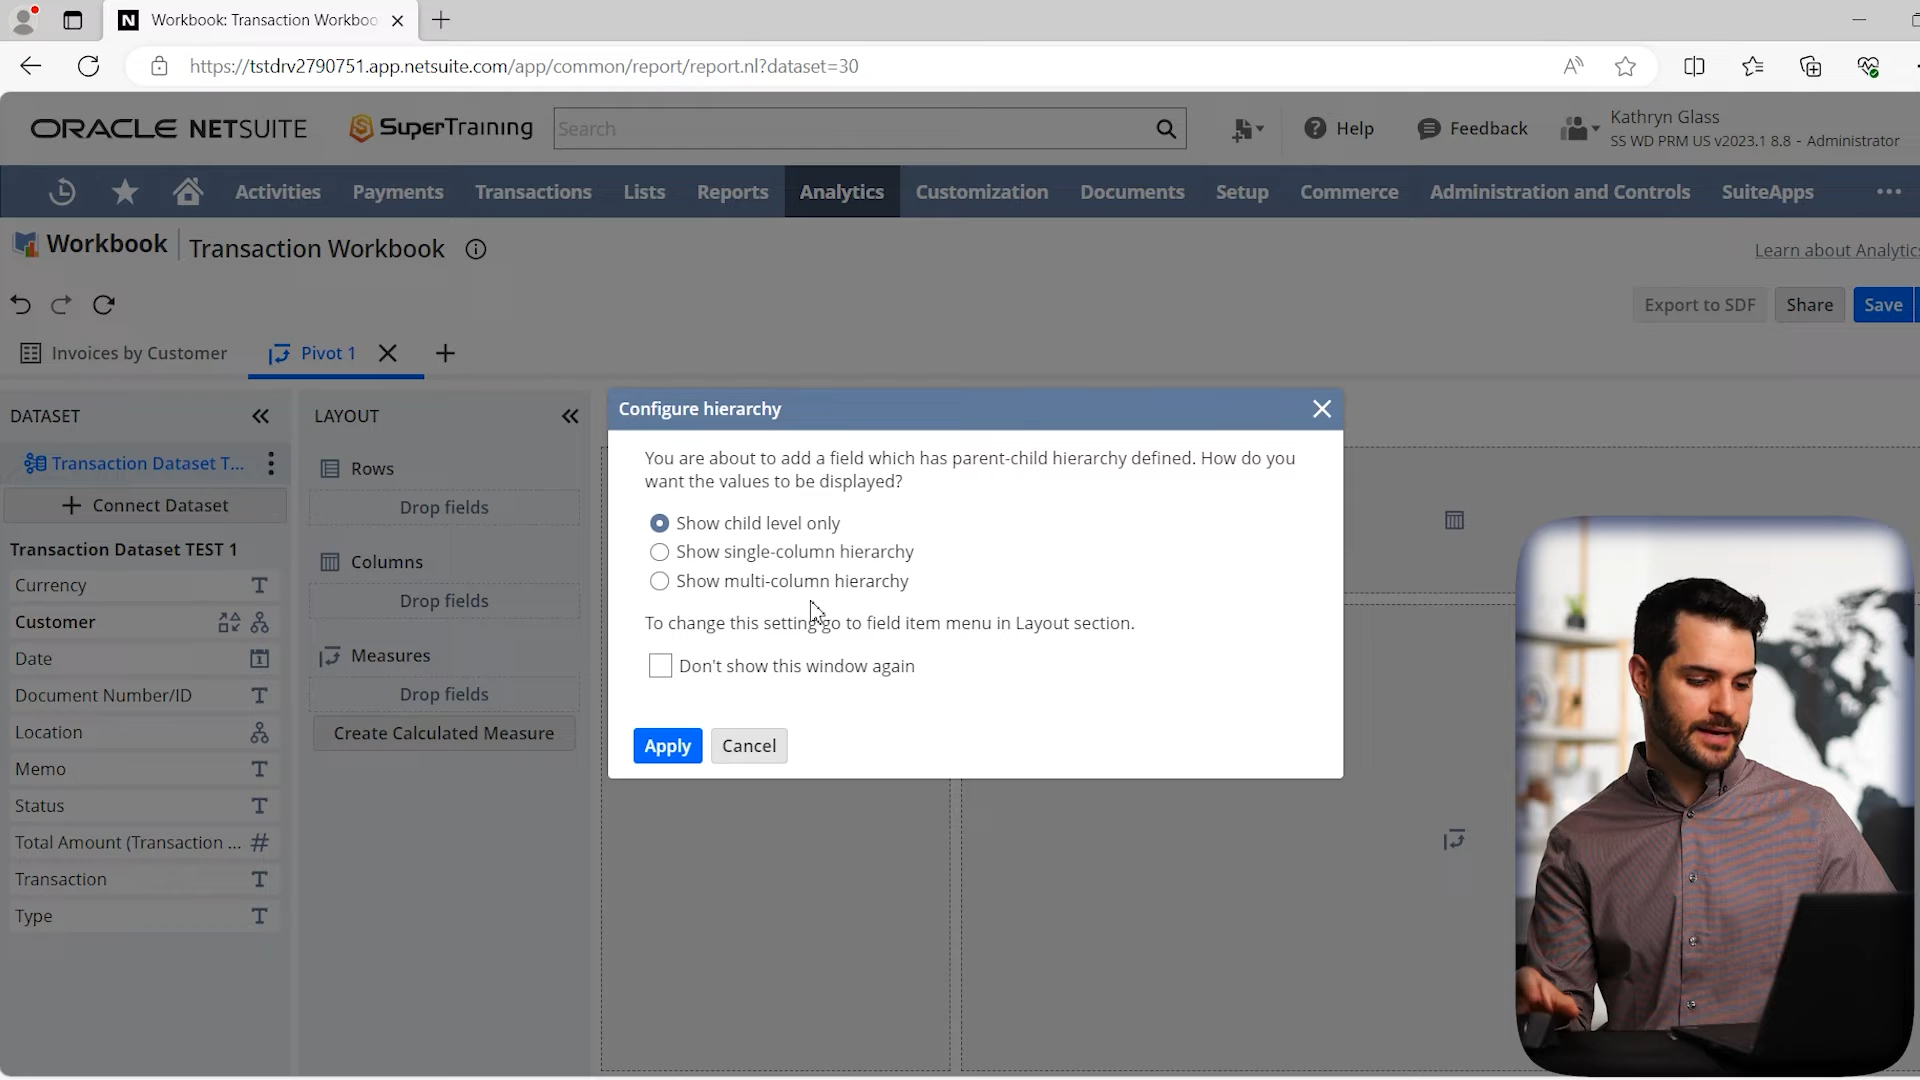 N Workbook: Transaction Workboo
https://tstdrv2790751.app.netsuite.com/app/common/report/report.nl?dataset=30
ORACLE NETSUITE
SuperTraining
Search
Help
Feedback
Kathryn Glass
SS WD PRM US v2023.1 8.8 - Administrator
Activities
Payments
Transactions
Lists
Reports
Analytics
Customization
Documents
Setup
Commerce
Administration and Controls
SuiteApps
Workbook
Transaction Workbook
Learn about Analytics
Export to SDF
Share
Save
Invoices by Customer
Pivot 1
DATASET
Transaction Dataset T...
Connect Dataset
Transaction Dataset TEST 1
Currency
Customer
Date
Document Number/ID
Location
Memo
Status
Total Amount (Transaction ...
Transaction
Type
LAYOUT
Rows
Drop fields
Columns
Drop fields
Measures
Drop fields
Create Calculated Measure
Configure hierarchy
You are about to add a field which has parent-child hierarchy defined. How do you
want the values to be displayed?
Show child level only
Show single-column hierarchy
Show multi-column hierarchy
To change this setting go to field item menu in Layout section.
Don't show this window again
Apply
Cancel